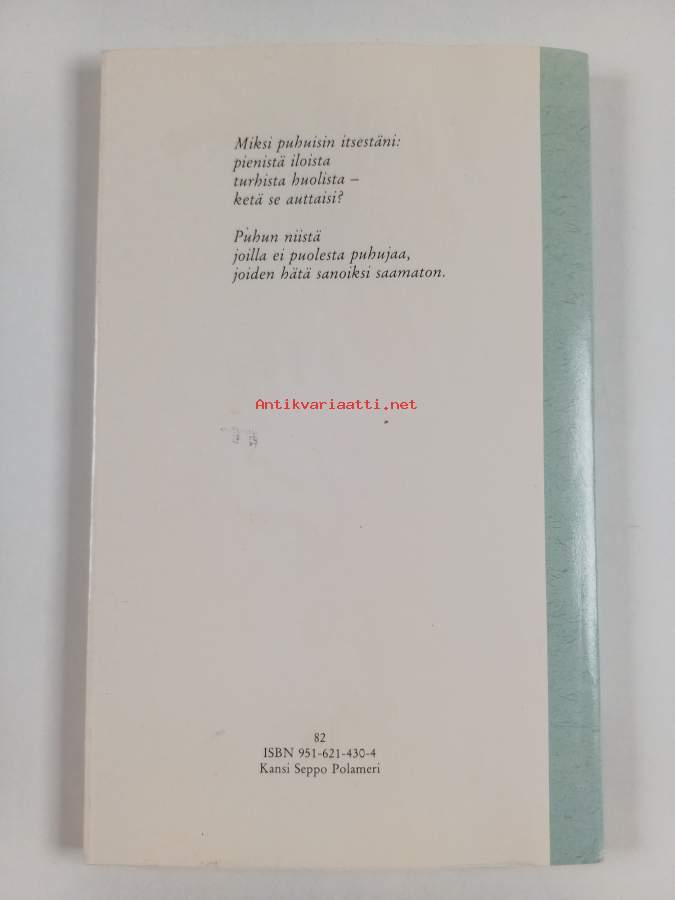 Miksi puhuisin itsestäni:
pienistä iloista
turhista huolista –
ketä se auttaisi?
Puhun niistä
joilla ei puolesta puhujaa,
joiden hätä sanoiksi saamaton.
Antikvariaatti.net
82
ISBN 951-621-430-4
Kansi Seppo Polameri